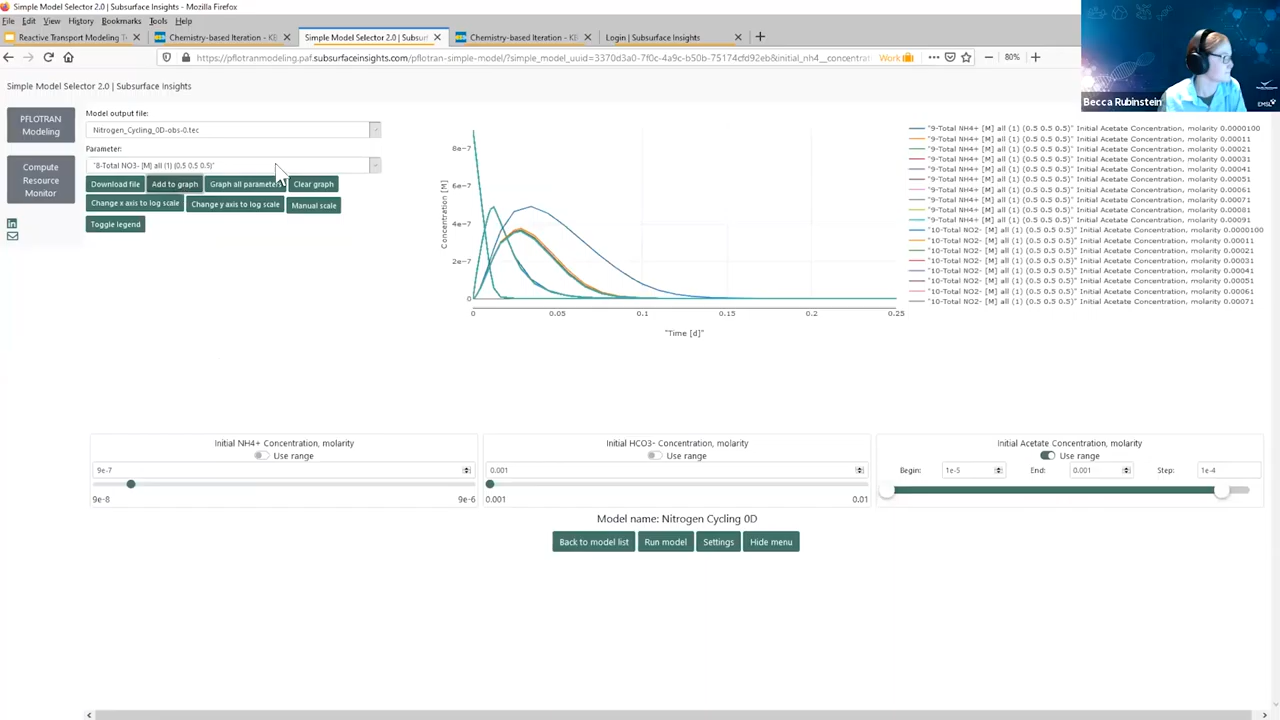 Simple Model Selector 2.0 | Subsurface Insights - Mozilla Firefox
File Edit View History Bookmarks Tools Help
Reactive Transport Modeling T
Chemistry-based Iteration - KB
Simple Model Selector 2.0 | Subsurf
Chemistry-based Iteration - KB
Login | Subsurface Insights
https://pflotranmodeling.paf.subsurfaceinsights.com/pflotran-simple-model/?simple_model_uuid=3370d3a0-7f0c-4a9c-b50b-75174cfd92eb&initial_nh4__concentrat
Work
80%
Simple Model Selector 2.0 | Subsurface Insights
Becca Rubinstein
EMSL
PFLOTRAN
Modeling
Compute
Resource
Monitor
Model output file:
Nitrogen_Cycling_0D-obs-0.tec
Parameter:
"8-Total NO3- [M] all (1) (0.5 0.5 0.5)"
Download file Add to graph Graph all parameters Clear graph
Change x axis to log scale Change y axis to log scale Manual scale
Toggle legend
Concentration [M]
8e-7
6e-7
4e-7
2e-7
0
0 0.05 0.1 0.15 0.2 0.25
"Time [d]"
"9-Total NH4+ [M] all (1) (0.5 0.5 0.5)" Initial Acetate Concentration, molarity 0.0000100
"9-Total NH4+ [M] all (1) (0.5 0.5 0.5)" Initial Acetate Concentration, molarity 0.00011
"9-Total NH4+ [M] all (1) (0.5 0.5 0.5)" Initial Acetate Concentration, molarity 0.00021
"9-Total NH4+ [M] all (1) (0.5 0.5 0.5)" Initial Acetate Concentration, molarity 0.00031
"9-Total NH4+ [M] all (1) (0.5 0.5 0.5)" Initial Acetate Concentration, molarity 0.00041
"9-Total NH4+ [M] all (1) (0.5 0.5 0.5)" Initial Acetate Concentration, molarity 0.00051
"9-Total NH4+ [M] all (1) (0.5 0.5 0.5)" Initial Acetate Concentration, molarity 0.00061
"9-Total NH4+ [M] all (1) (0.5 0.5 0.5)" Initial Acetate Concentration, molarity 0.00071
"9-Total NH4+ [M] all (1) (0.5 0.5 0.5)" Initial Acetate Concentration, molarity 0.00081
"9-Total NH4+ [M] all (1) (0.5 0.5 0.5)" Initial Acetate Concentration, molarity 0.00091
"10-Total NO2- [M] all (1) (0.5 0.5 0.5)" Initial Acetate Concentration, molarity 0.0000100
"10-Total NO2- [M] all (1) (0.5 0.5 0.5)" Initial Acetate Concentration, molarity 0.00011
"10-Total NO2- [M] all (1) (0.5 0.5 0.5)" Initial Acetate Concentration, molarity 0.00021
"10-Total NO2- [M] all (1) (0.5 0.5 0.5)" Initial Acetate Concentration, molarity 0.00031
"10-Total NO2- [M] all (1) (0.5 0.5 0.5)" Initial Acetate Concentration, molarity 0.00041
"10-Total NO2- [M] all (1) (0.5 0.5 0.5)" Initial Acetate Concentration, molarity 0.00051
"10-Total NO2- [M] all (1) (0.5 0.5 0.5)" Initial Acetate Concentration, molarity 0.00061
"10-Total NO2- [M] all (1) (0.5 0.5 0.5)" Initial Acetate Concentration, molarity 0.00071
Initial NH4+ Concentration, molarity
Use range
9e-7
9e-8 9e-6
Initial HCO3- Concentration, molarity
Use range
0.001
0.001 0.01
Initial Acetate Concentration, molarity
Use range
Begin: 1e-5 End: 0.001 Step: 1e-4
Model name: Nitrogen Cycling 0D
Back to model list Run model Settings Hide menu